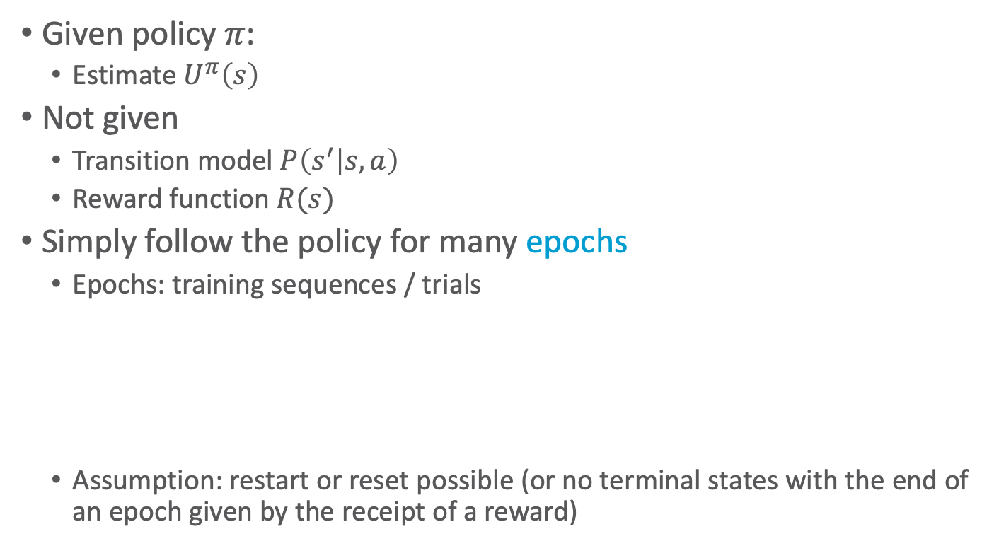 • Given policy 𝜋:
• Estimate 𝑈^𝜋(𝑠)
• Not given
• Transition model 𝑃(𝑠′|𝑠, 𝑎)
• Reward function 𝑅(𝑠)
• Simply follow the policy for many epochs
• Epochs: training sequences / trials
• Assumption: restart or reset possible (or no terminal states with the end of
an epoch given by the receipt of a reward)